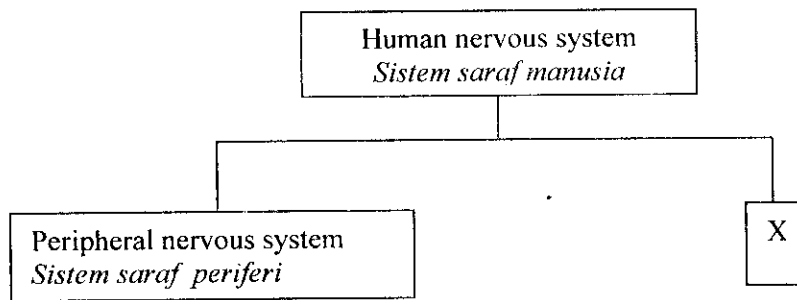 Human nervous system
Sistem saraf manusia
Peripheral nervous system
Sistem saraf periferi
X